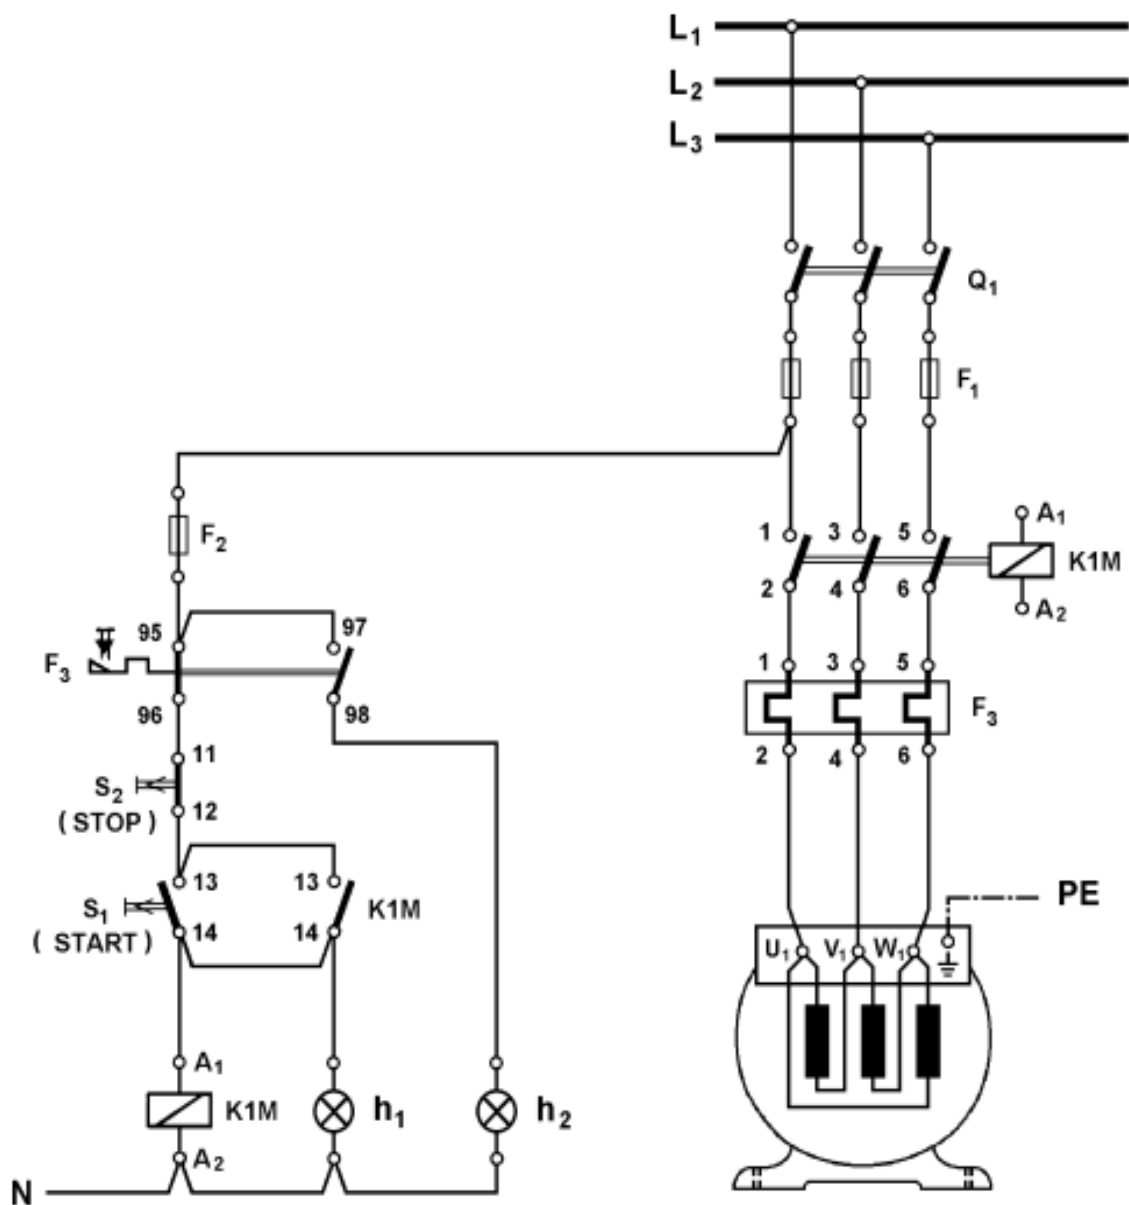 L1
L2
L3
Q1
F1
F2
1 3 5
A1
K1M
2 4 6
A2
95 97
F3
96 98
1 3 5
F3
2 4 6
11
S2
12
( STOP )
13 13
S1
K1M
( START )
14 14
PE
U1 V1 W1
A1
K1M
h1
h2
A2
N